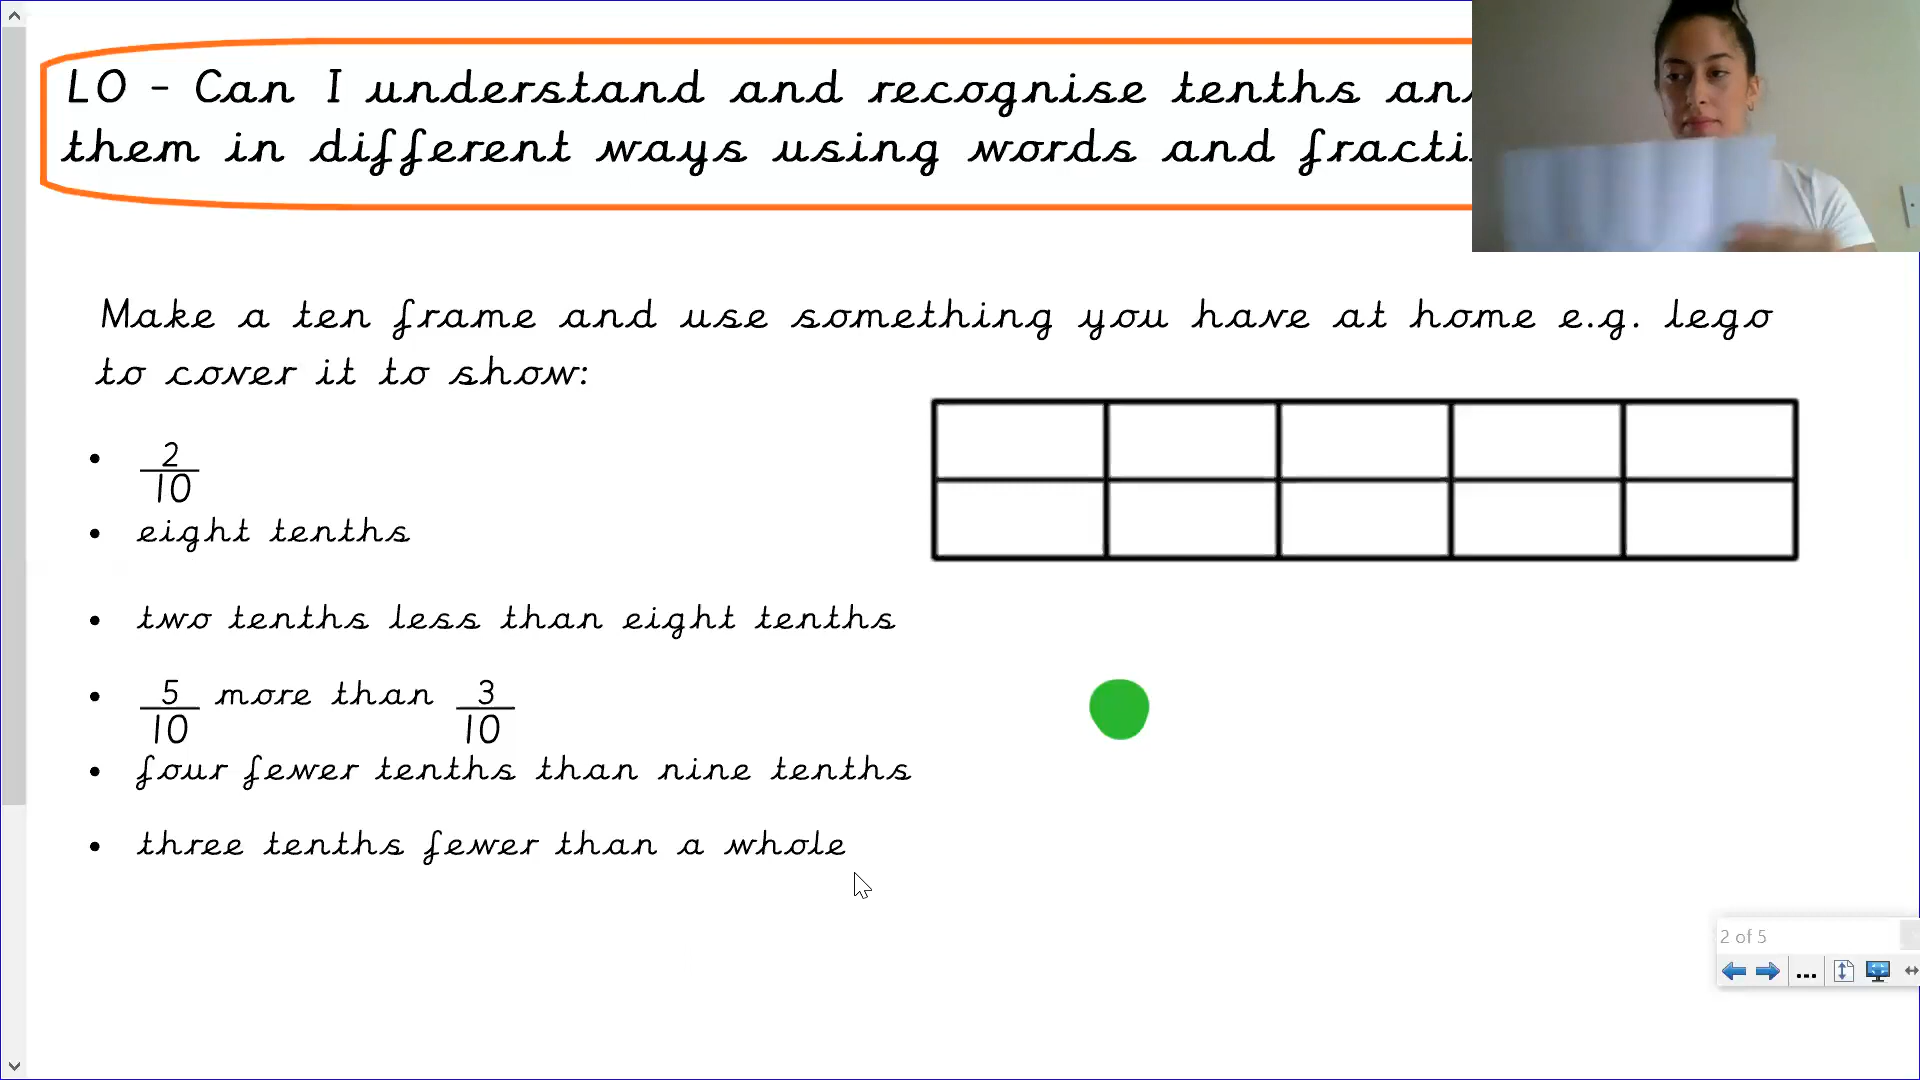 LO - Can I understand and recognise tenths
them in different ways using words and
Make a ten frame and use something you have at home e.g. lego
to cover it to show:
• 2/10
• eight tenths
• two tenths less than eight tenths
• 5/10 more than 3/10
• four fewer tenths than nine tenths
• three tenths fewer than a whole
2 of 5